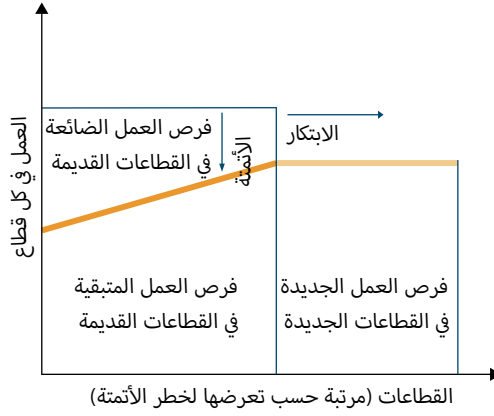 العمل في كل قطاع
فرص العمل الضائعة
في القطاعات القديمة
الأتمتة
الابتكار
فرص العمل المتبقية
في القطاعات القديمة
فرص العمل الجديدة
في القطاعات الجديدة
القطاعات (مرتبة حسب تعرضها لخطر الأتمتة)